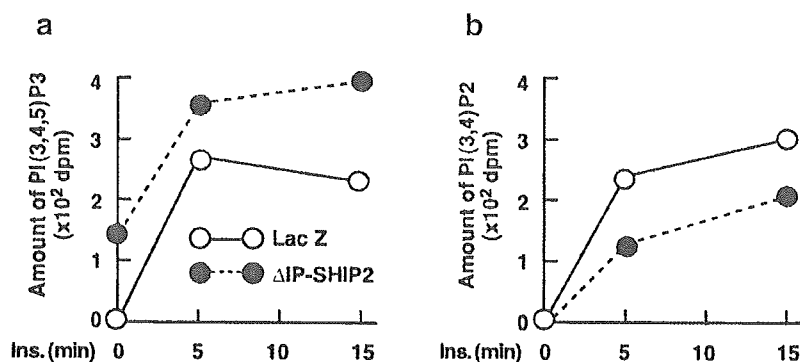 a
Amount of PI(3,4,5)P3
(x10² dpm)
4
3
2
1
0
Lac Z
ΔIP-SHIP2
Ins. (min) 0 5 10 15
b
Amount of PI(3,4)P2
(x10² dpm)
4
3
2
1
0
Ins. (min) 0 5 10 15